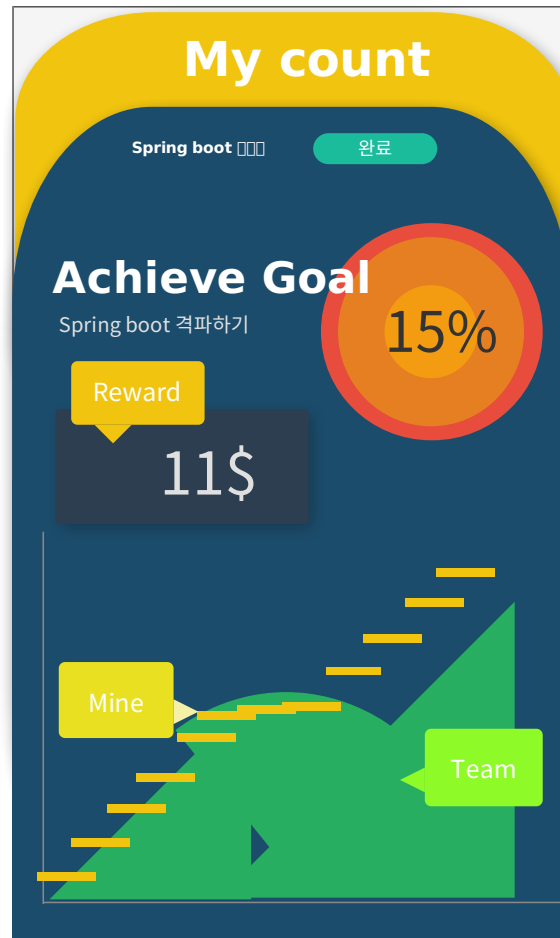 My count
Spring boot
완료
Achieve Goal
Spring boot 격파하기
15%
Reward
11$
Mine
Team